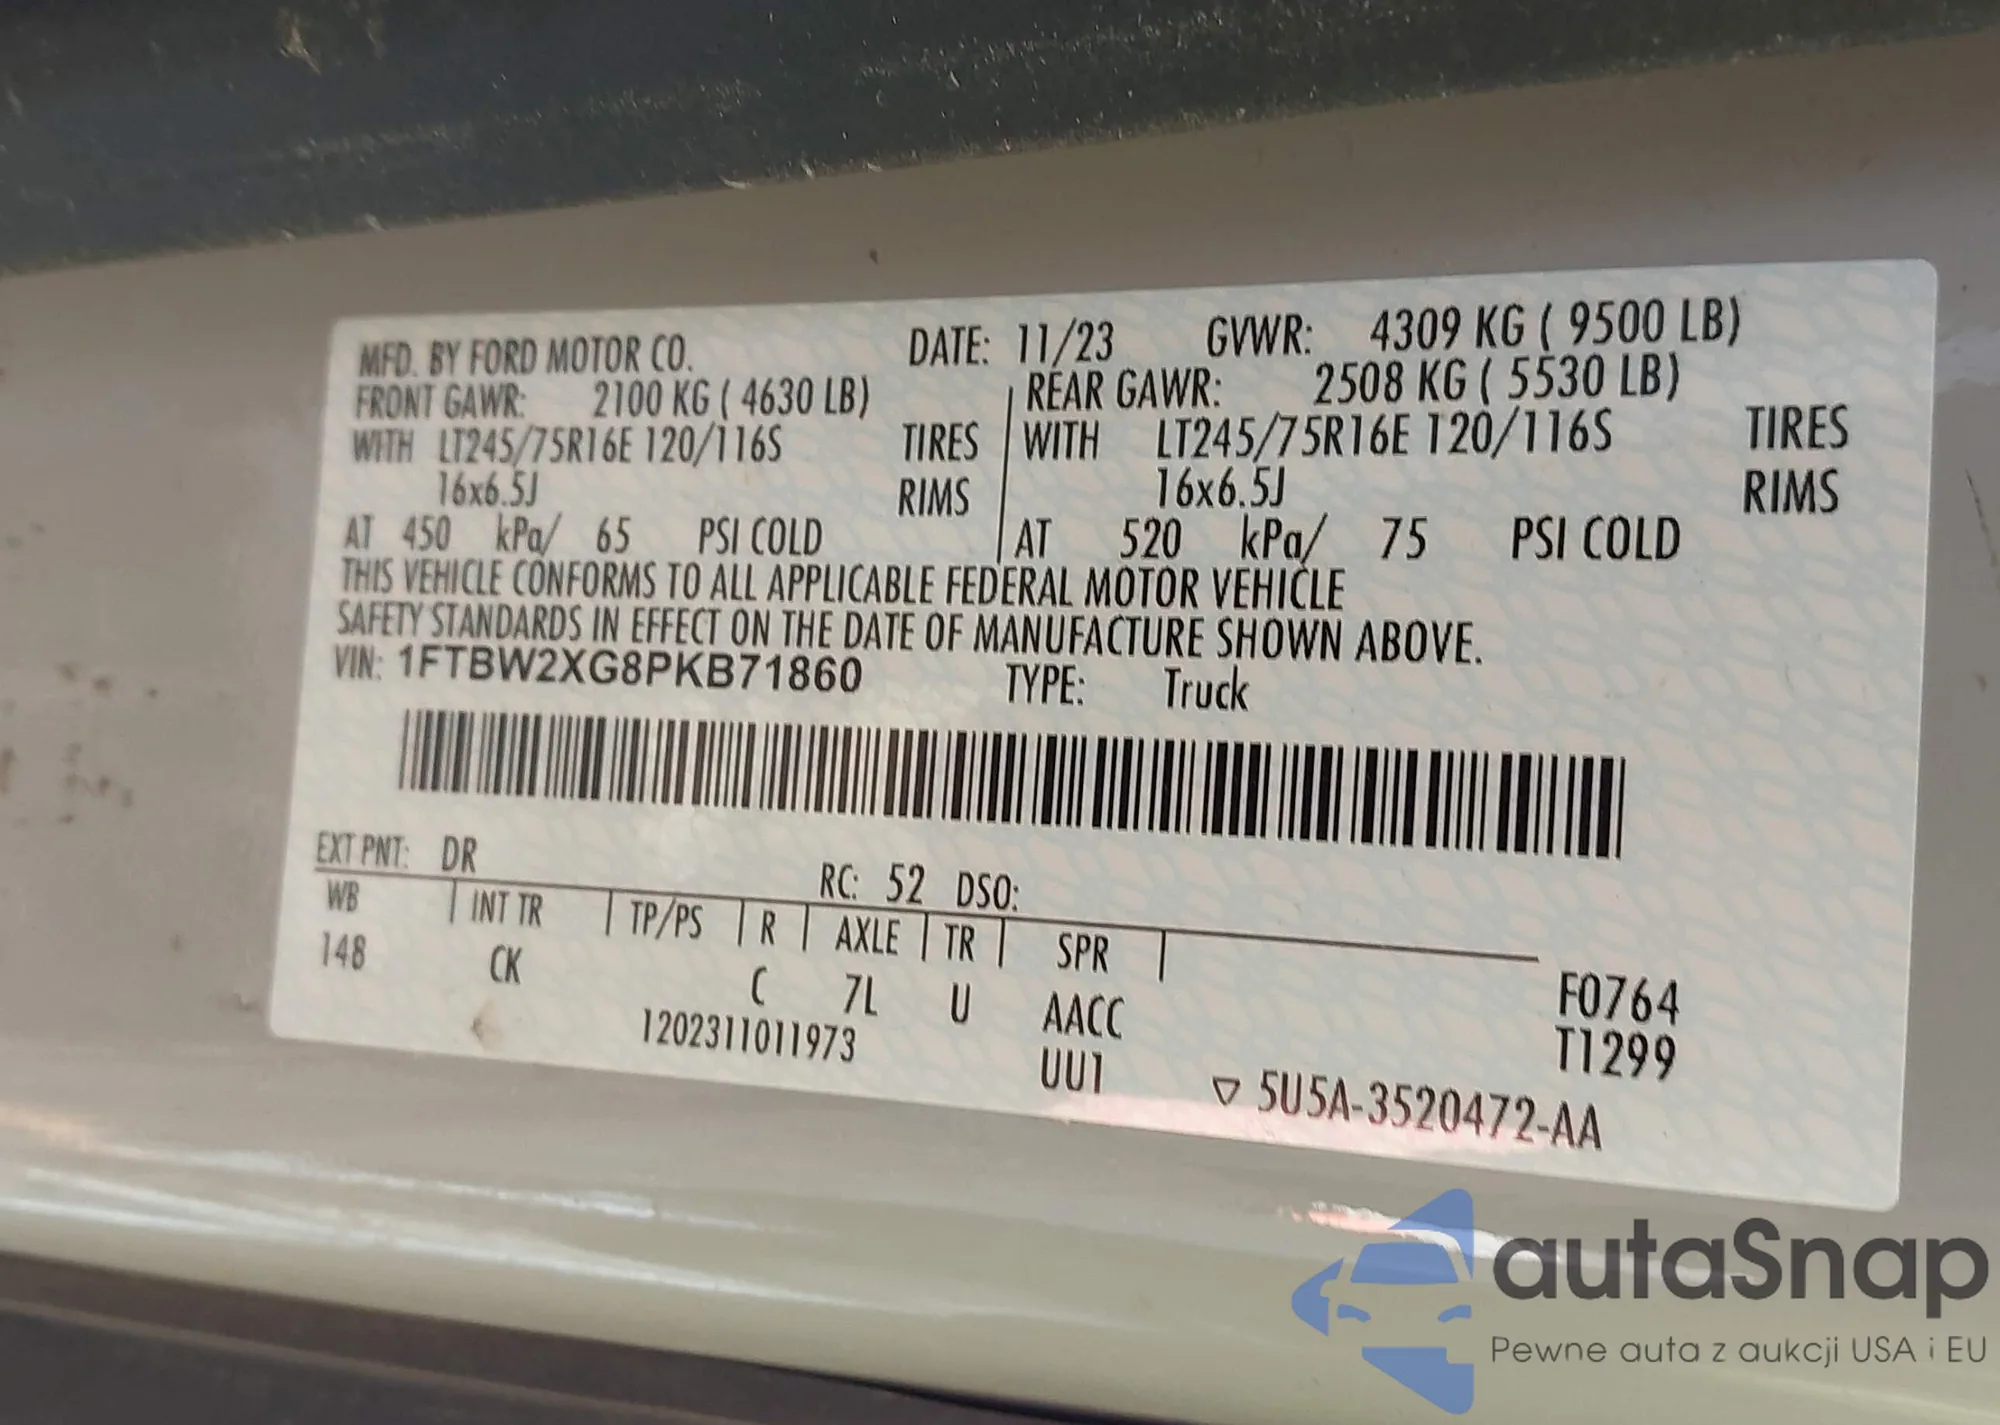 MFD. BY FORD MOTOR CO. DATE: 11/23 GVWR: 4309 KG ( 9500 LB)
FRONT GAWR: 2100 KG ( 4630 LB) REAR GAWR: 2508 KG ( 5530 LB)
WITH LT245/75R16E 120/116S TIRES WITH LT245/75R16E 120/116S TIRES
16x6.5J RIMS 16x6.5J RIMS
AT 450 kPa/ 65 PSI COLD AT 520 kPa/ 75 PSI COLD
THIS VEHICLE CONFORMS TO ALL APPLICABLE FEDERAL MOTOR VEHICLE
SAFETY STANDARDS IN EFFECT ON THE DATE OF MANUFACTURE SHOWN ABOVE.
VIN: 1FTBW2XG8PKB71860 TYPE: Truck
EXT PNT: DR RC: 52 DSO:
WB INT TR TP/PS R AXLE TR SPR
148 CK C 7L U AACC F0764
1202311011973 UU1 T1299
▽ 5U5A-3520472-AA
autaSnap
Pewne auta z aukcji USA i EU